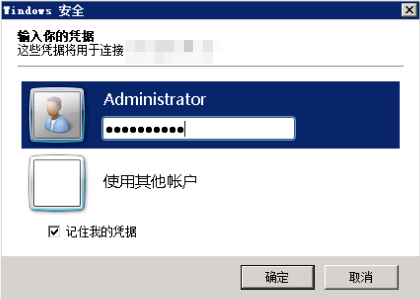 Windows 安全
输入你的凭据
这些凭据将用于连接
Administrator
●●●●●●●●●●
使用其他帐户
记住我的凭据
确定
取消